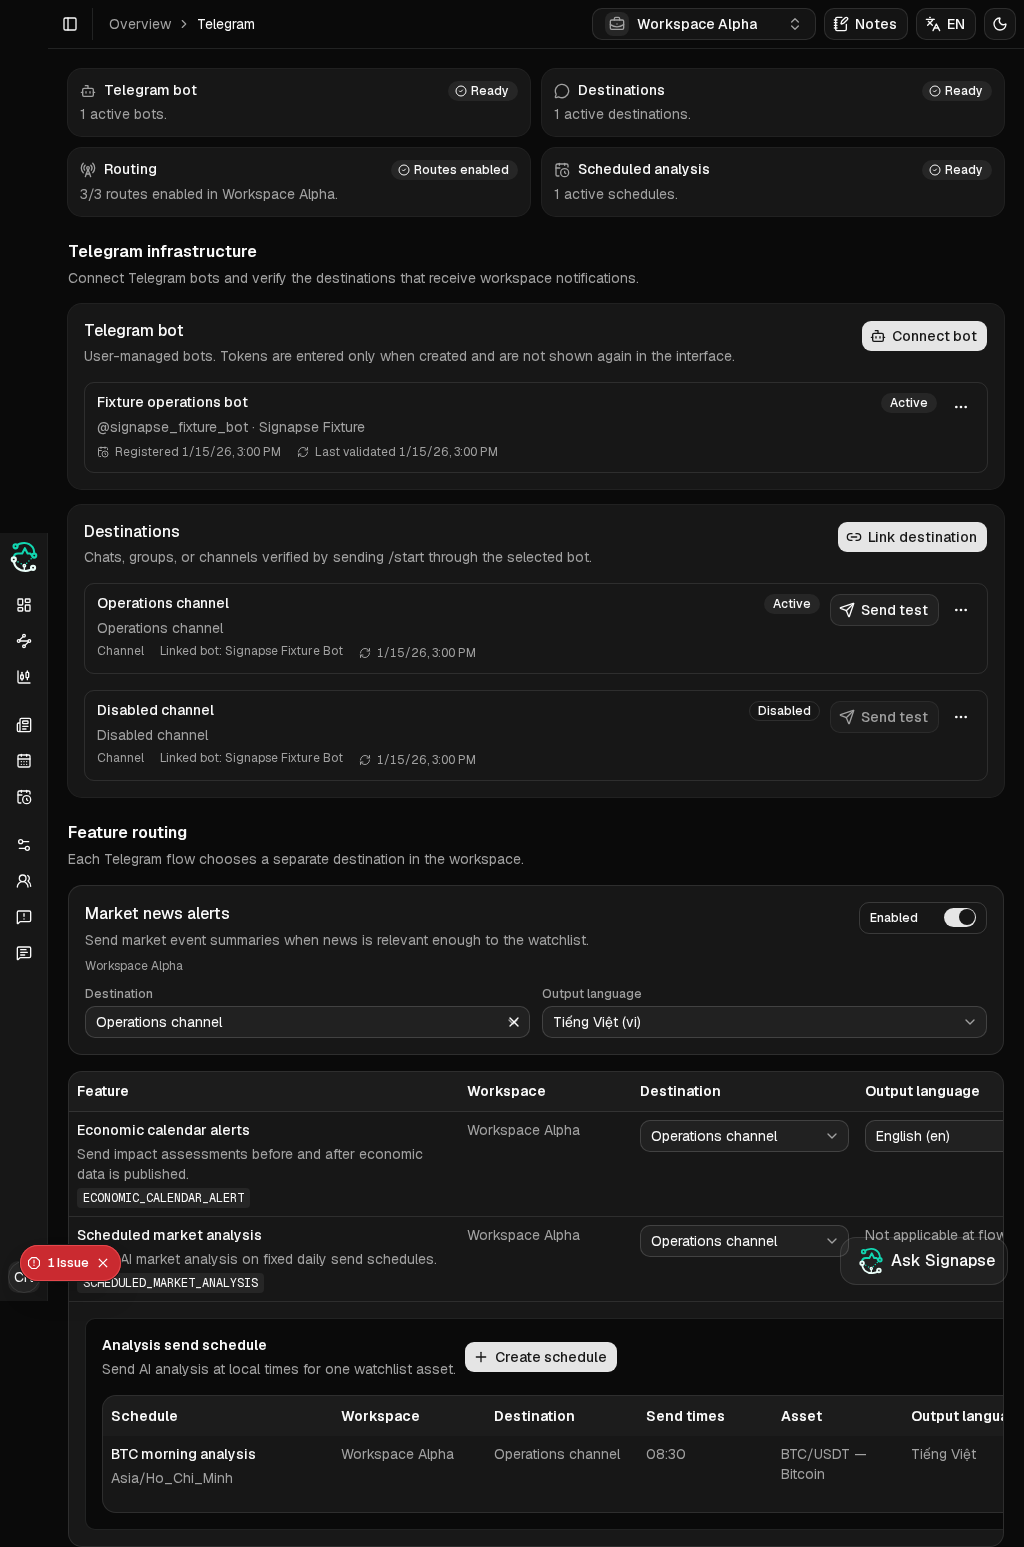 Overview > Telegram
Workspace Alpha
Notes
EN
Telegram bot
Ready
1 active bots.
Destinations
Ready
1 active destinations.
Routing
Routes enabled
3/3 routes enabled in Workspace Alpha.
Scheduled analysis
Ready
1 active schedules.
Telegram infrastructure
Connect Telegram bots and verify the destinations that receive workspace notifications.
Telegram bot
Connect bot
User-managed bots. Tokens are entered only when created and are not shown again in the interface.
Fixture operations bot
Active
@signapse_fixture_bot · Signapse Fixture
Registered 1/15/26, 3:00 PM
Last validated 1/15/26, 3:00 PM
Destinations
Link destination
Chats, groups, or channels verified by sending /start through the selected bot.
Operations channel
Active
Send test
Operations channel
Channel
Linked bot: Signapse Fixture Bot
1/15/26, 3:00 PM
Disabled channel
Disabled
Send test
Disabled channel
Channel
Linked bot: Signapse Fixture Bot
1/15/26, 3:00 PM
Feature routing
Each Telegram flow chooses a separate destination in the workspace.
Market news alerts
Enabled
Send market event summaries when news is relevant enough to the watchlist.
Workspace Alpha
Destination
Output language
Operations channel
Tiếng Việt (vi)
Feature Workspace Destination Output language
Economic calendar alerts
Workspace Alpha
Operations channel
English (en)
Send impact assessments before and after economic
data is published.
ECONOMIC_CALENDAR_ALERT
Scheduled market analysis
Workspace Alpha
Operations channel
Not applicable at flow
AI market analysis on fixed daily send schedules.
SCHEDULED_MARKET_ANALYSIS
1 Issue
Ask Signapse
Analysis send schedule
Send AI analysis at local times for one watchlist asset.
Create schedule
Schedule Workspace Destination Send times Asset Output
BTC morning analysis
Workspace Alpha
Operations channel
08:30
BTC/USDT —
Bitcoin
Tiếng Việt
Asia/Ho_Chi_Minh